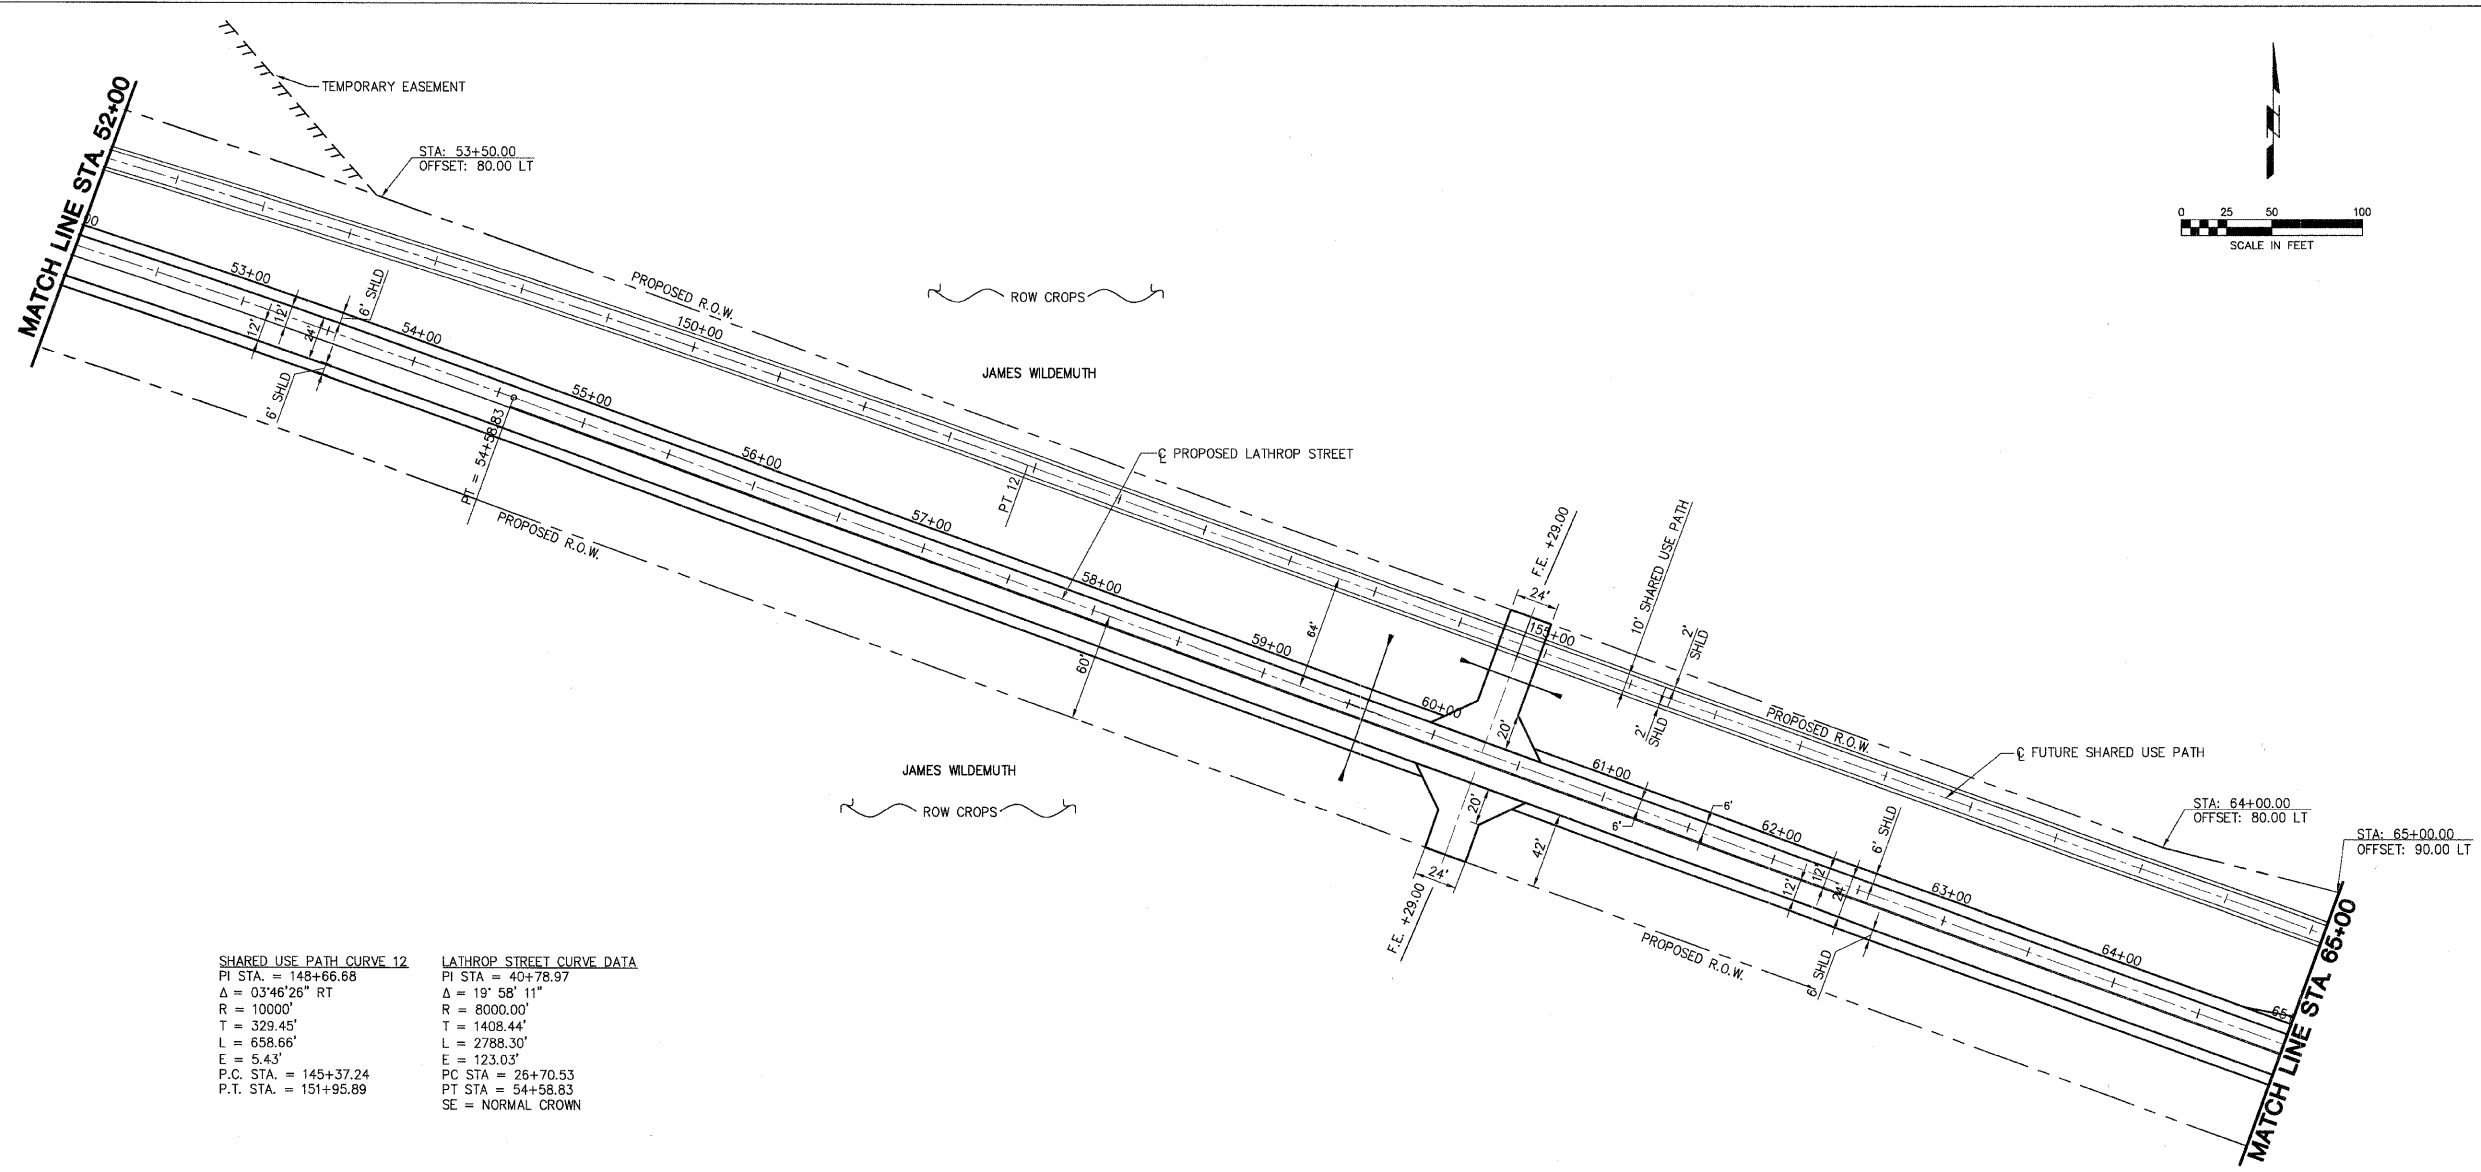 MATCH LINE STA. 52+00
TEMPORARY EASEMENT
STA: 53+50.00
OFFSET: 80.00 LT
0 25 50 100
SCALE IN FEET
00
53+00
12'
12'
24'
6' SHLD
6' SHLD
54+00
PROPOSED R.O.W.
150+00
ROW CROPS
JAMES WILDEMUTH
55+00
PT = 54+58.83
PROPOSED R.O.W.
56+00
℄ PROPOSED LATHROP STREET
PT 12
57+00
58+00
60'
64'
59+00
F.E. +29.00
24'
155+00
10' SHARED USE PATH
2'
SHLD
2'
SHLD
60+00
20'
JAMES WILDEMUTH
ROW CROPS
20'
24'
F.E. +29.00
42'
61+00
6'
6'
62+00
PROPOSED R.O.W.
℄ FUTURE SHARED USE PATH
STA: 64+00.00
OFFSET: 80.00 LT
STA: 65+00.00
OFFSET: 90.00 LT
12'
12'
24'
6' SHLD
6' SHLD
63+00
64+00
65+
PROPOSED R.O.W.
MATCH LINE STA. 65+00
SHARED USE PATH CURVE 12
PI STA. = 148+66.68
Δ = 03°46'26" RT
R = 10000'
T = 329.45'
L = 658.66'
E = 5.43'
P.C. STA. = 145+37.24
P.T. STA. = 151+95.89
LATHROP STREET CURVE DATA
PI STA = 40+78.97
Δ = 19° 58' 11"
R = 8000.00'
T = 1408.44'
L = 2788.30'
E = 123.03'
PC STA = 26+70.53
PT STA = 54+58.83
SE = NORMAL CROWN